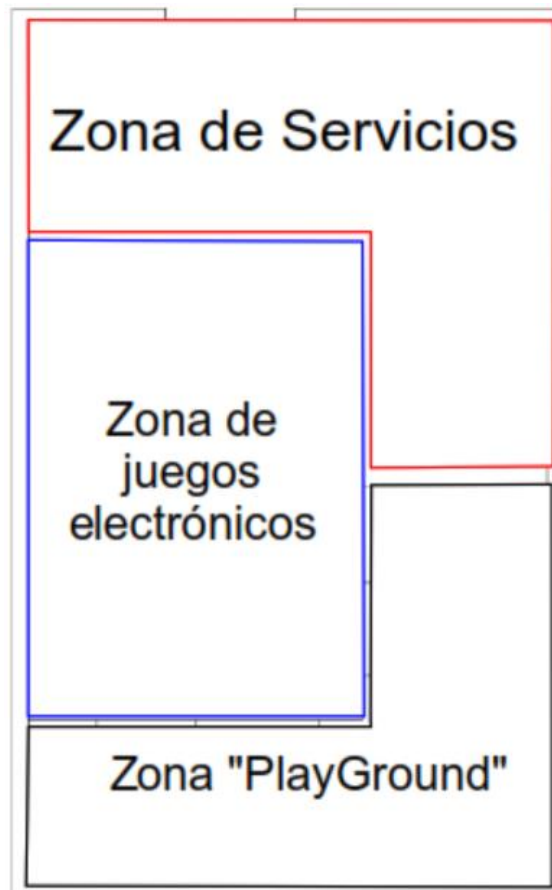 Zona de Servicios
Zona de
juegos
electrónicos
Zona "PlayGround"